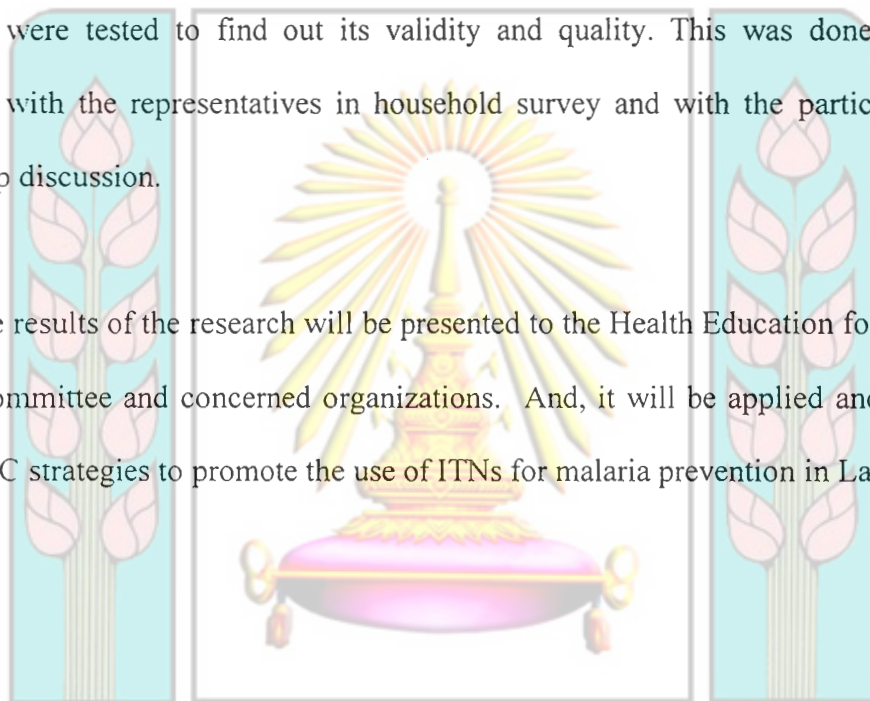 were tested to find out its validity and quality. This was done
with the representatives in household survey and with the partic
p discussion.
e results of the research will be presented to the Health Education fo
ommittee and concerned organizations. And, it will be applied and
C strategies to promote the use of ITNs for malaria prevention in La